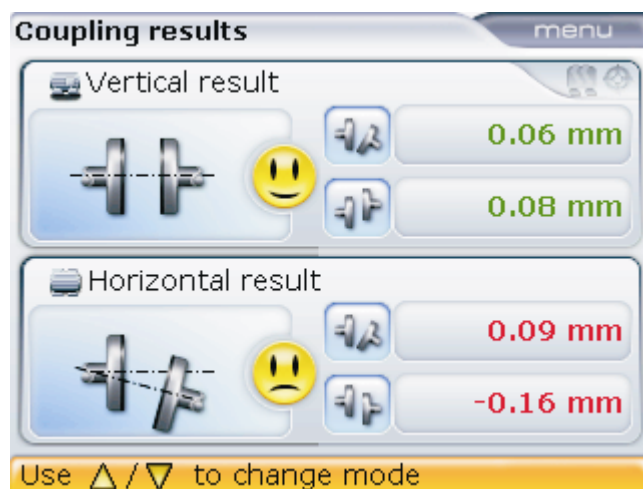 Coupling results
menu
Vertical result
0.06 mm
0.08 mm
Horizontal result
0.09 mm
-0.16 mm
Use △/▽ to change mode